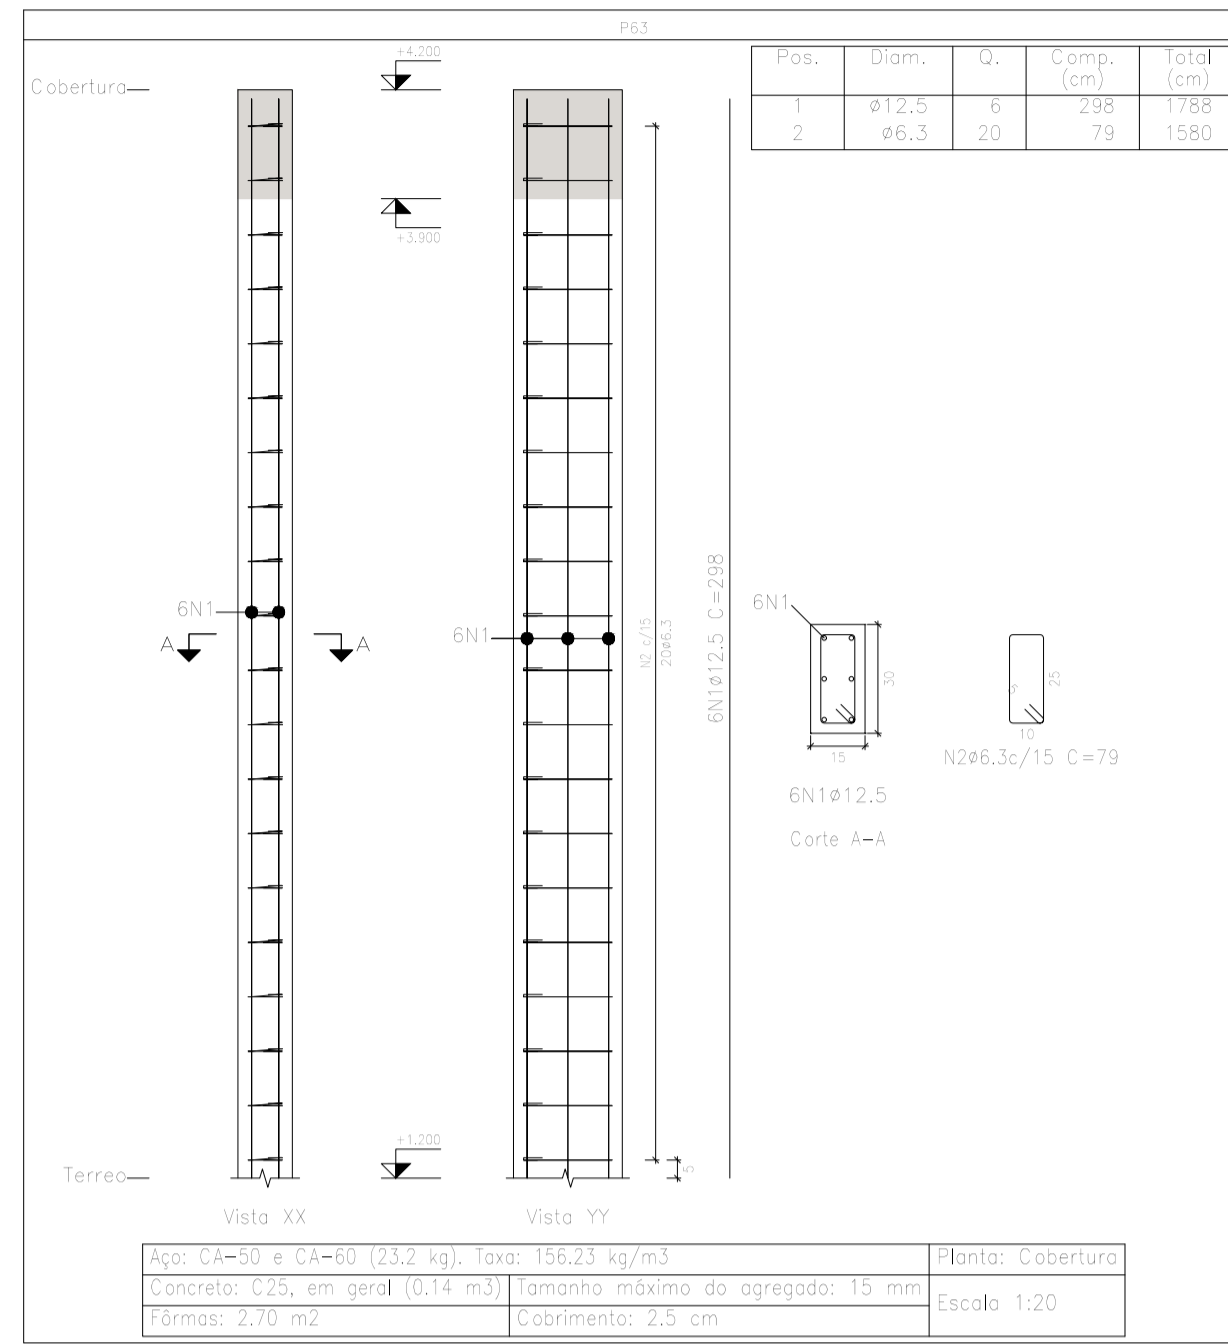 P63
Cobertura
+4.200
+3.900
Pos. Diam. Q. Comp. (cm) Total (cm)
1 ø12.5 6 298 1788
2 ø6.3 20 79 1580
6N1
A A
6N1
N2 c/15
20ø6.3
6N1ø12.5 C=298
6N1
30
15
6N1ø12.5
Corte A-A
25
10
N2ø6.3c/15 C=79
+1.200
5
Terreo
Vista XX
Vista YY
Aço: CA-50 e CA-60 (23.2 kg). Taxa: 156.23 kg/m3
Planta: Cobertura
Concreto: C25, em geral (0.14 m3)
Tamanho máximo do agregado: 15 mm
Escala 1:20
Fôrmas: 2.70 m2
Cobrimento: 2.5 cm